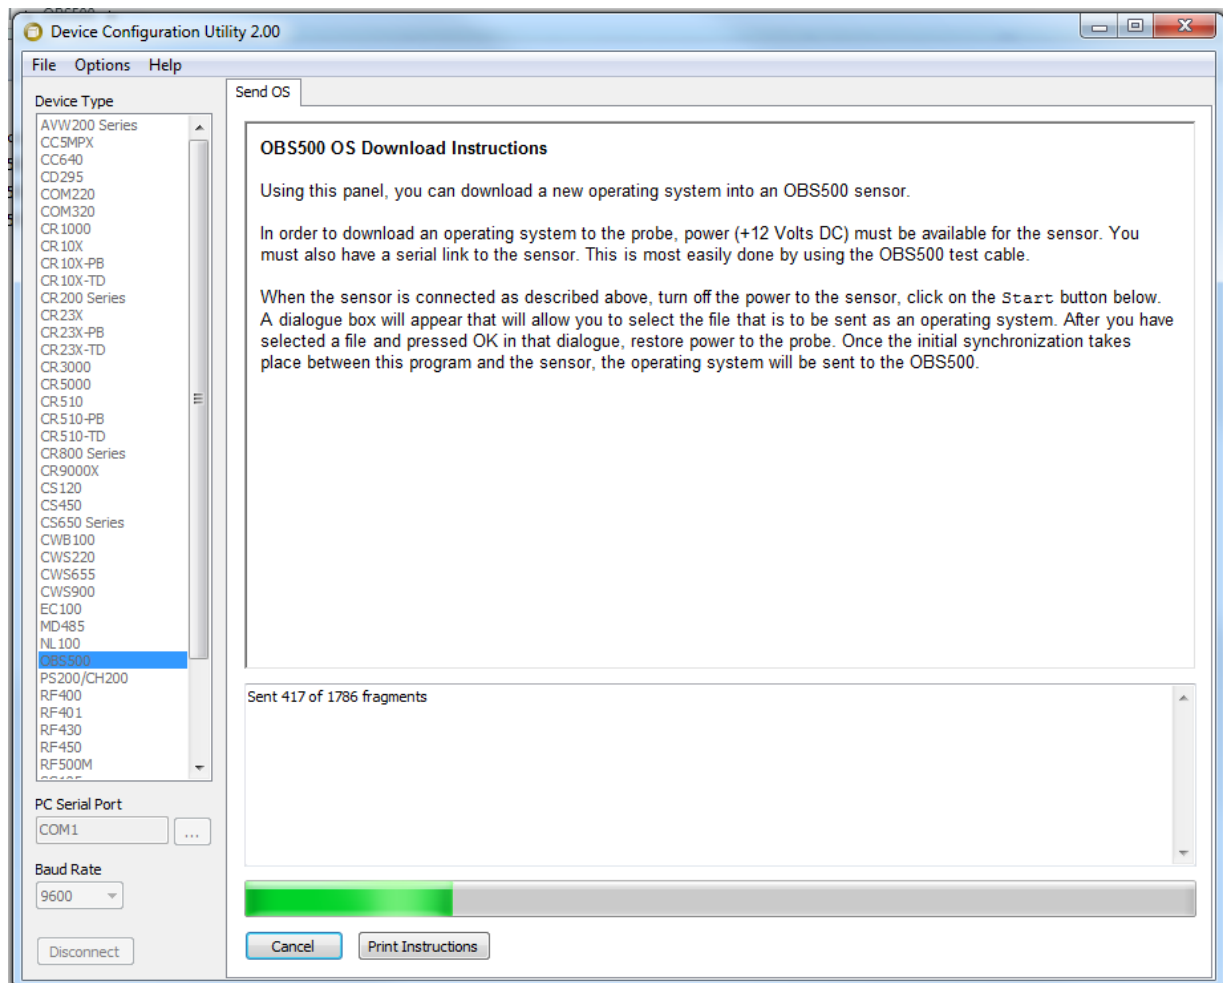 Device Configuration Utility 2.00
File Options Help
Device Type
AVW200 Series
CC5MPX
CC640
CD295
COM220
COM320
CR1000
CR10X
CR10X-PB
CR10X-TD
CR200 Series
CR23X
CR23X-PB
CR23X-TD
CR3000
CR5000
CR510
CR510-PB
CR510-TD
CR800 Series
CR9000X
CS120
CS450
CS650 Series
CWB100
CWS220
CWS655
CWS900
EC100
MD485
NL100
OBS500
PS200/CH200
RF400
RF401
RF430
RF450
RF500M
PC Serial Port
COM1
...
Baud Rate
9600
Disconnect
Send OS
OBS500 OS Download Instructions
Using this panel, you can download a new operating system into an OBS500 sensor.
In order to download an operating system to the probe, power (+12 Volts DC) must be available for the sensor. You
must also have a serial link to the sensor. This is most easily done by using the OBS500 test cable.
When the sensor is connected as described above, turn off the power to the sensor, click on the Start button below.
A dialogue box will appear that will allow you to select the file that is to be sent as an operating system. After you have
selected a file and pressed OK in that dialogue, restore power to the probe. Once the initial synchronization takes
place between this program and the sensor, the operating system will be sent to the OBS500.
Sent 417 of 1786 fragments
Cancel
Print Instructions